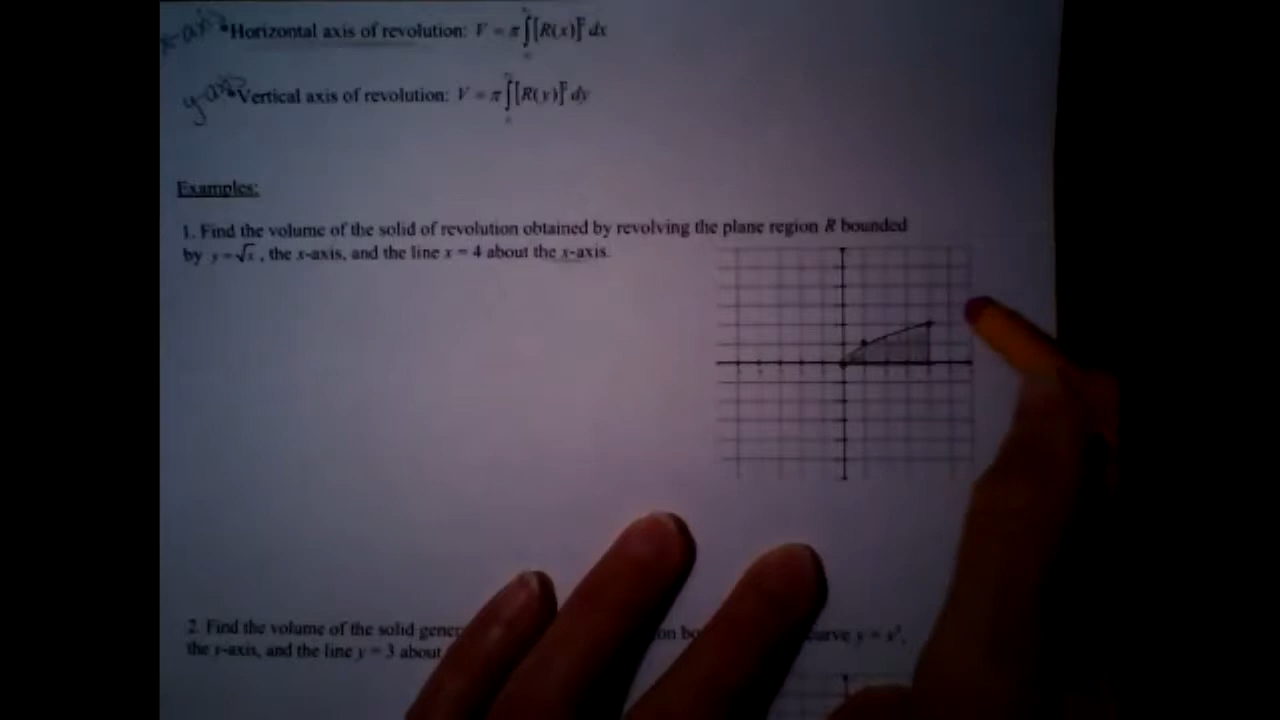 x-axis Horizontal axis of revolution: V = π∫[R(x)]² dx
y-axis Vertical axis of revolution: V = π∫[R(y)]² dy
Examples:
1. Find the volume of the solid of revolution obtained by revolving the plane region R bounded
by y = √x, the x-axis, and the line x = 4 about the x-axis.
2. Find the volume of the solid y =
the y-axis, and the line y = 3 about